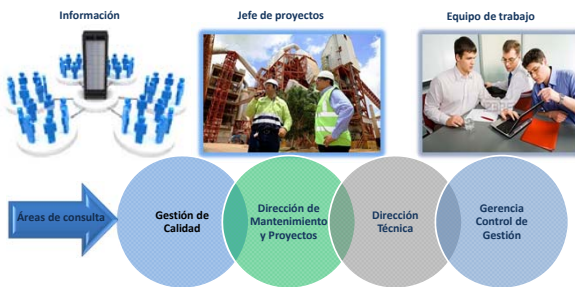 Información
Jefe de proyectos
Equipo de trabajo
Áreas de consulta
Gestión de
Calidad
Dirección de
Mantenimiento
y Proyectos
Dirección
Técnica
Gerencia
Control de
Gestión